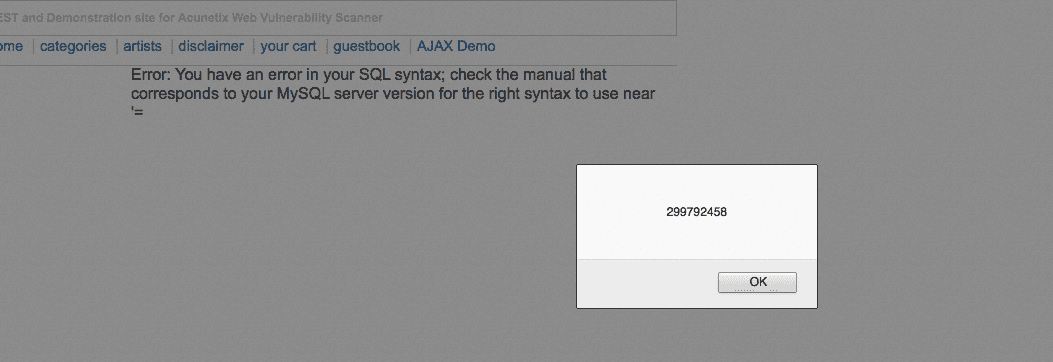 EST and Demonstration site for Acunetix Web Vulnerability Scanner
ome | categories | artists | disclaimer | your cart | guestbook | AJAX Demo
Error: You have an error in your SQL syntax; check the manual that
corresponds to your MySQL server version for the right syntax to use near
'=
299792458
OK